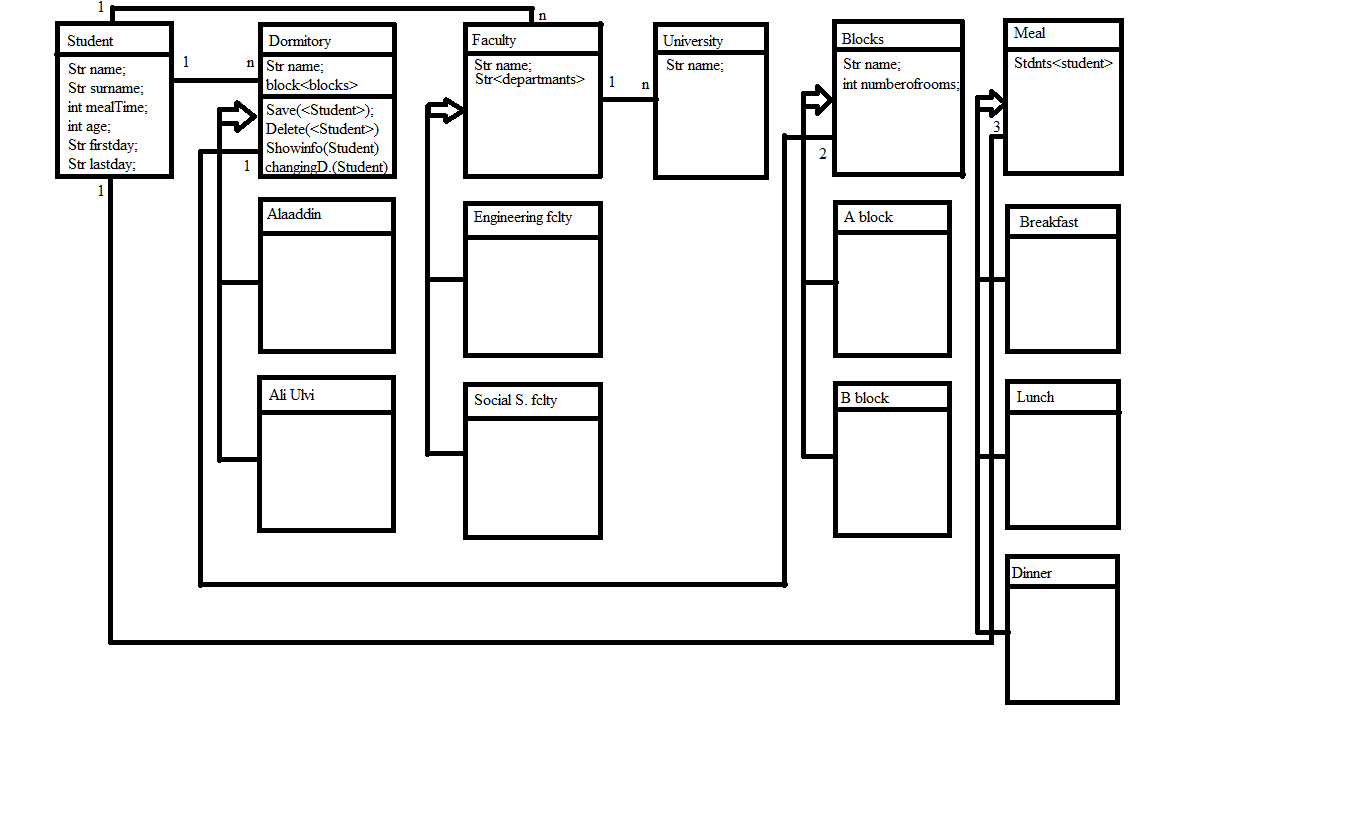 1
n
Student
Str name;
Str surname;
int mealTime;
int age;
Str firstday;
Str lastday;
1
n
1
Dormitory
Str name;
block<blocks>
Save(<Student>);
Delete(<Student>)
Showinfo(Student)
changingD.(Student)
1
Alaaddin
Ali Ulvi
Faculty
Str name;
Str<departmants>
1
n
Engineering fclty
Social S. fclty
University
Str name;
Blocks
Str name;
int numberofrooms;
2
A block
B block
Meal
Stdnts<student>
3
Breakfast
Lunch
Dinner